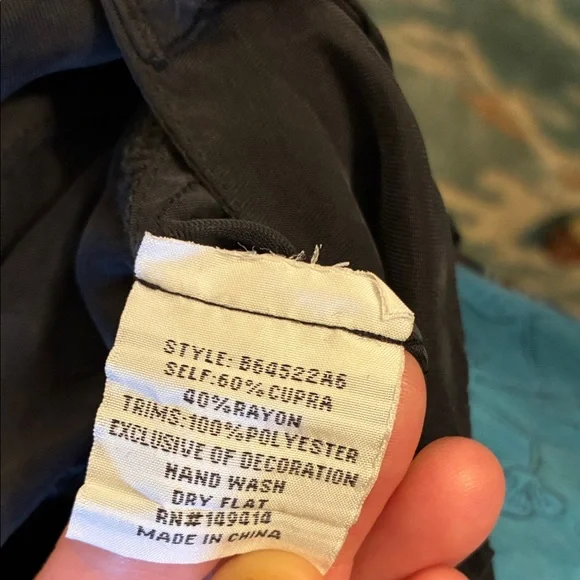 STYLE: B64522A6
SELF:60%CUPRA
40%RAYON
TRIMS:100%POLYESTER
EXCLUSIVE OF DECORATION
HAND WASH
DRY FLAT
RN#149414
MADE IN CHINA